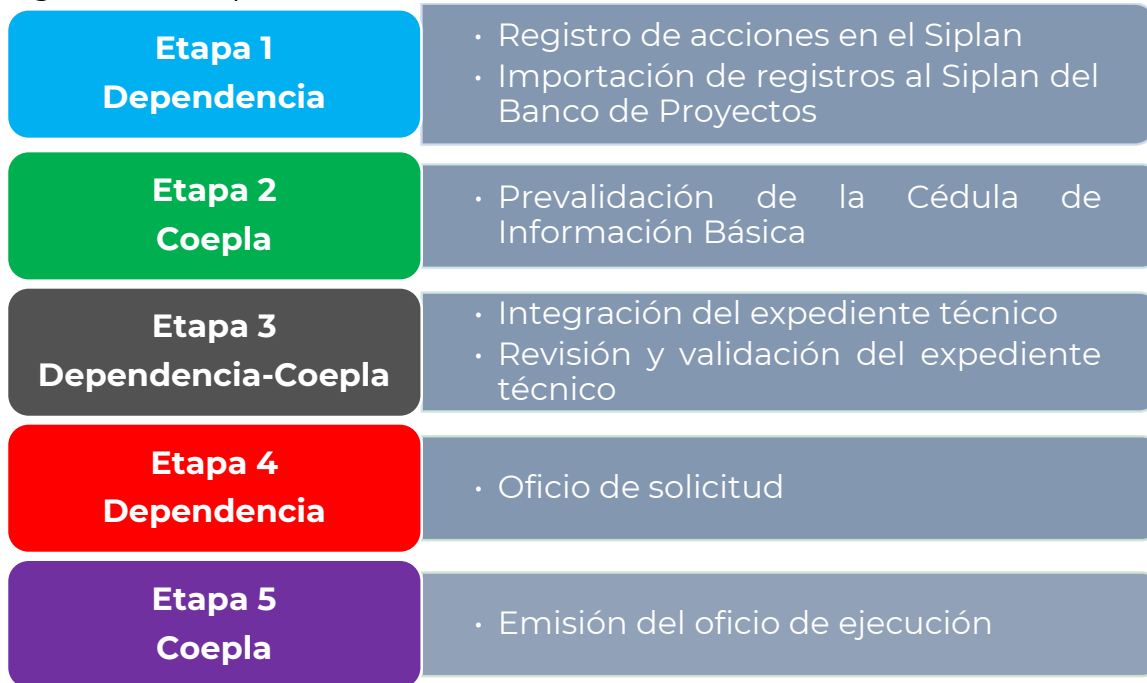 Etapa 1
Dependencia
· Registro de acciones en el Siplan
· Importación de registros al Siplan del
Banco de Proyectos
Etapa 2
Coepla
· Prevalidación de la Cédula de
Información Básica
Etapa 3
Dependencia-Coepla
· Integración del expediente técnico
· Revisión y validación del expediente
técnico
Etapa 4
Dependencia
· Oficio de solicitud
Etapa 5
Coepla
· Emisión del oficio de ejecución